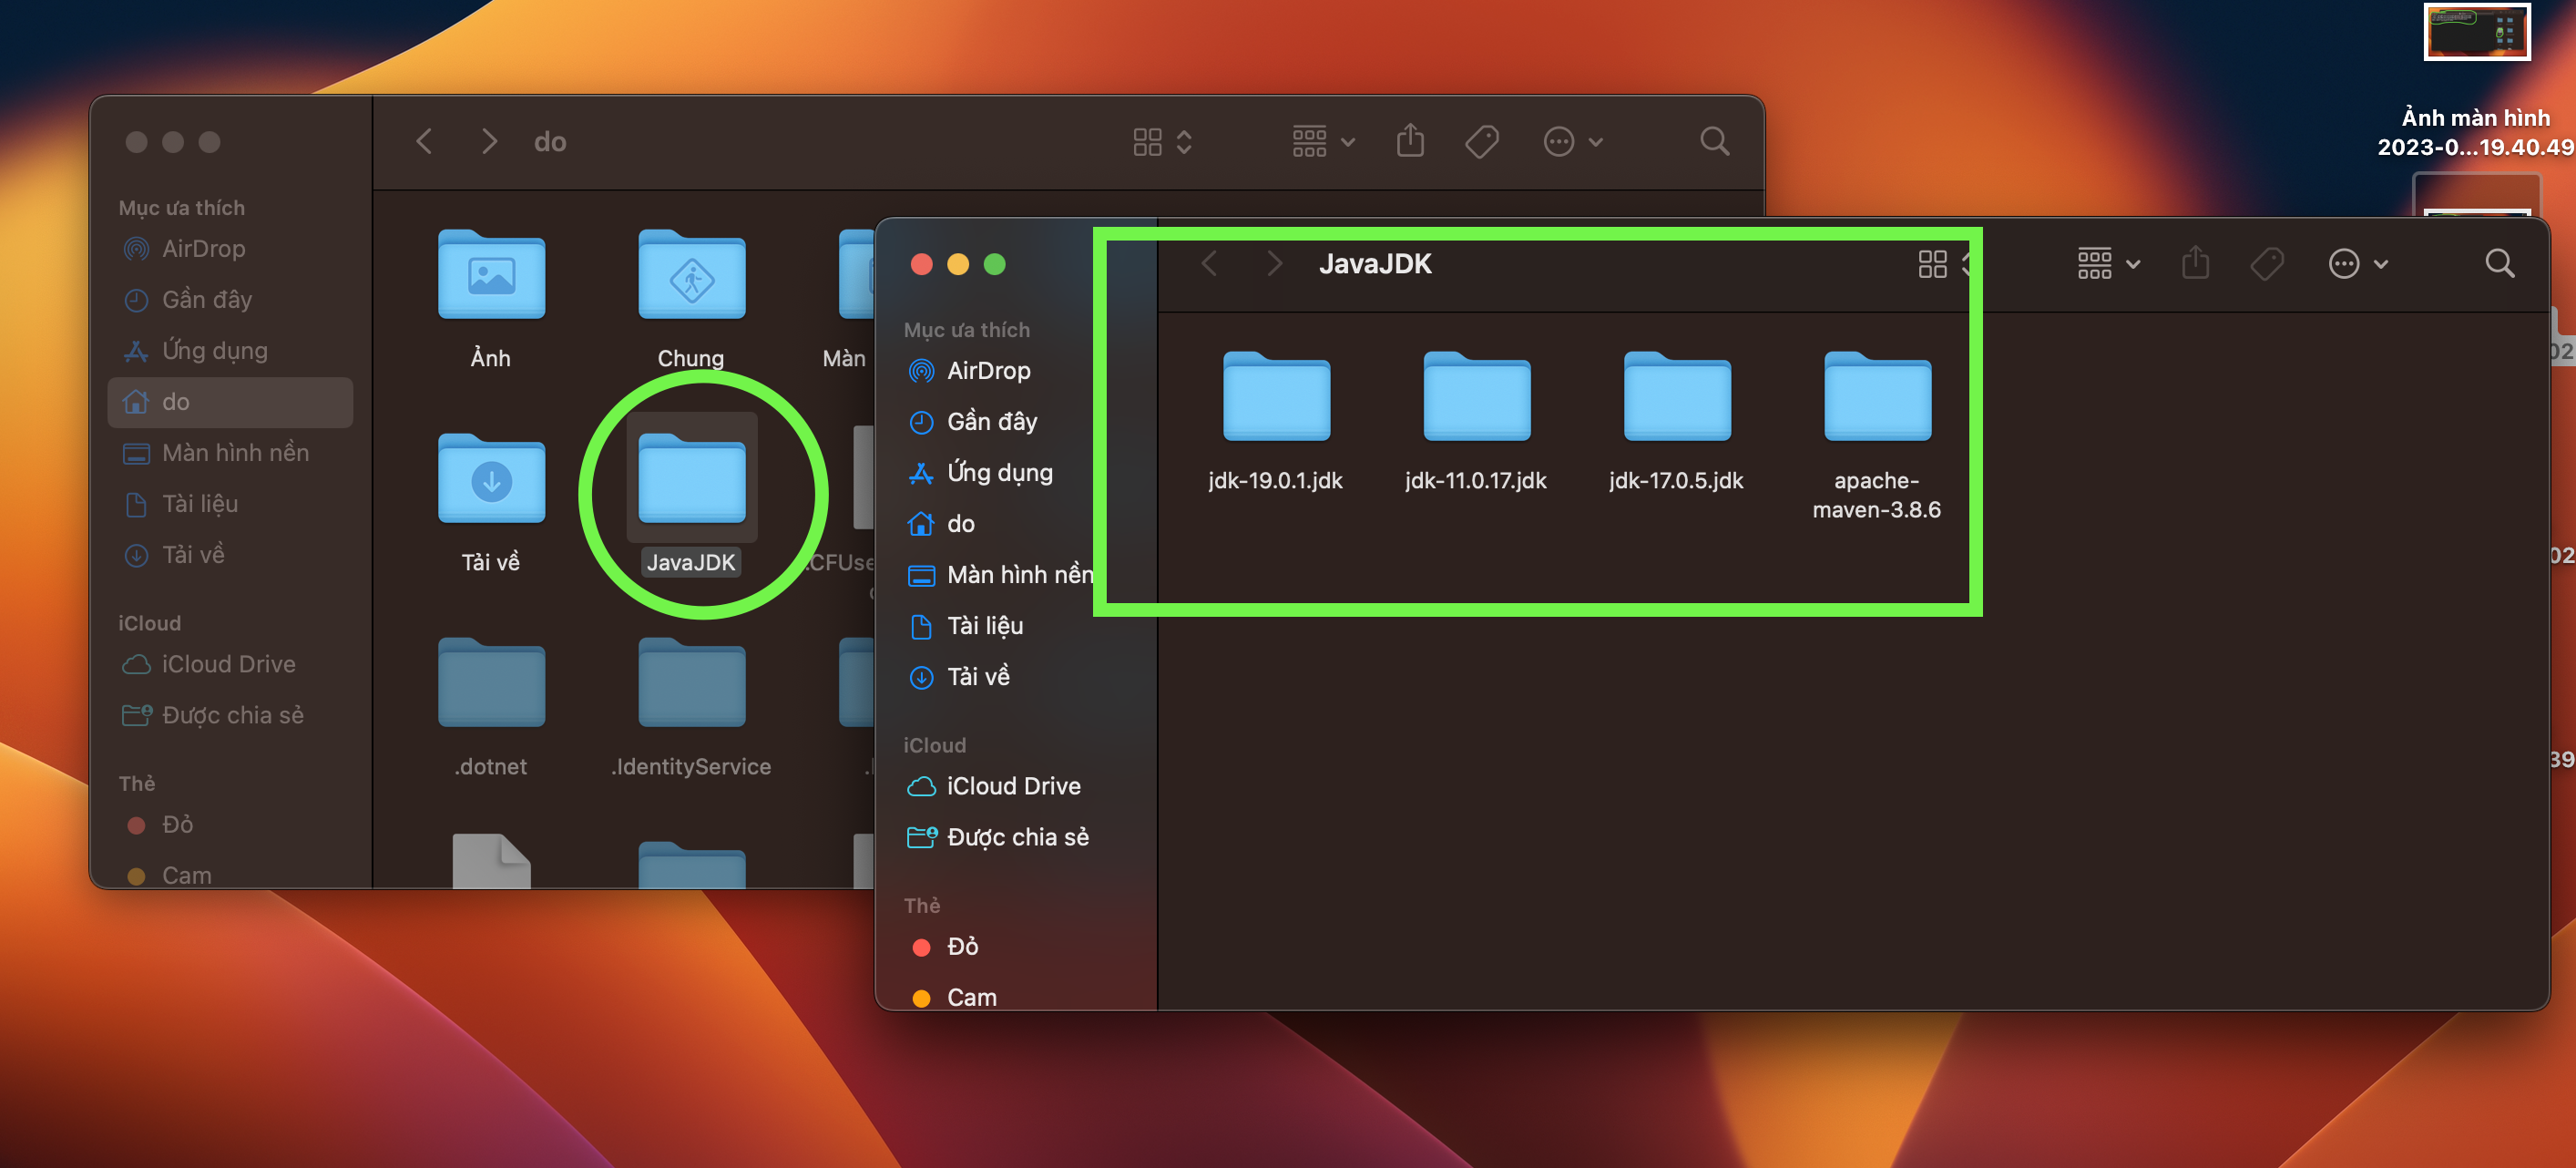 Ảnh màn hình
2023-0...19.40.49
do
Mục ưa thích
AirDrop
Gần đây
Ứng dụng
do
Màn hình nền
Tài liệu
Tải về
iCloud
iCloud Drive
Được chia sẻ
Thẻ
Đỏ
Cam
Ảnh
Chung
Màn
Tải về
JavaJDK
.CFUse
.dotnet
.IdentityService
JavaJDK
Mục ưa thích
AirDrop
Gần đây
Ứng dụng
do
Màn hình nền
Tài liệu
Tải về
iCloud
iCloud Drive
Được chia sẻ
Thẻ
Đỏ
Cam
jdk-19.0.1.jdk
jdk-11.0.17.jdk
jdk-17.0.5.jdk
apache-
maven-3.8.6
02
02
39